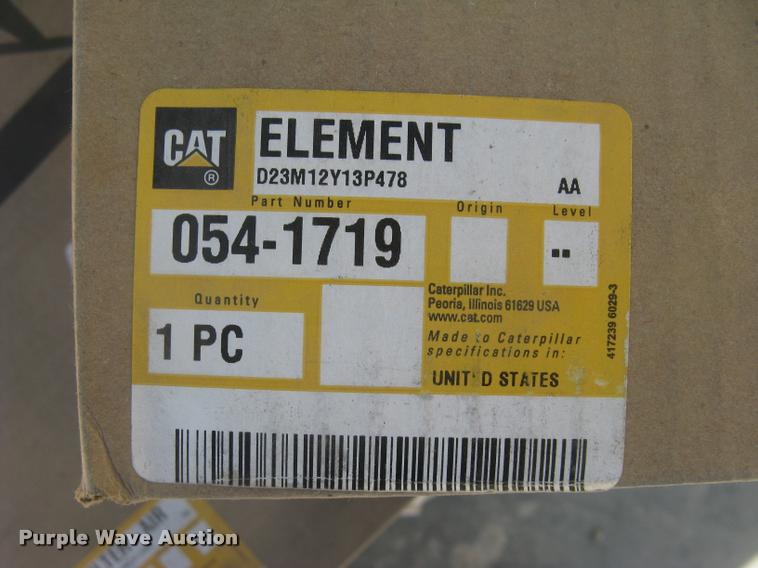 CAT
®
ELEMENT
D23M12Y13P478
AA
Part Number
Origin
Level
054-1719
--
Quantity
1 PC
Caterpillar Inc.
Peoria, Illinois 61629 USA
www.cat.com
Made to Caterpillar
specifications in:
UNIT D STATES
417239 6029-3
Purple Wave Auction